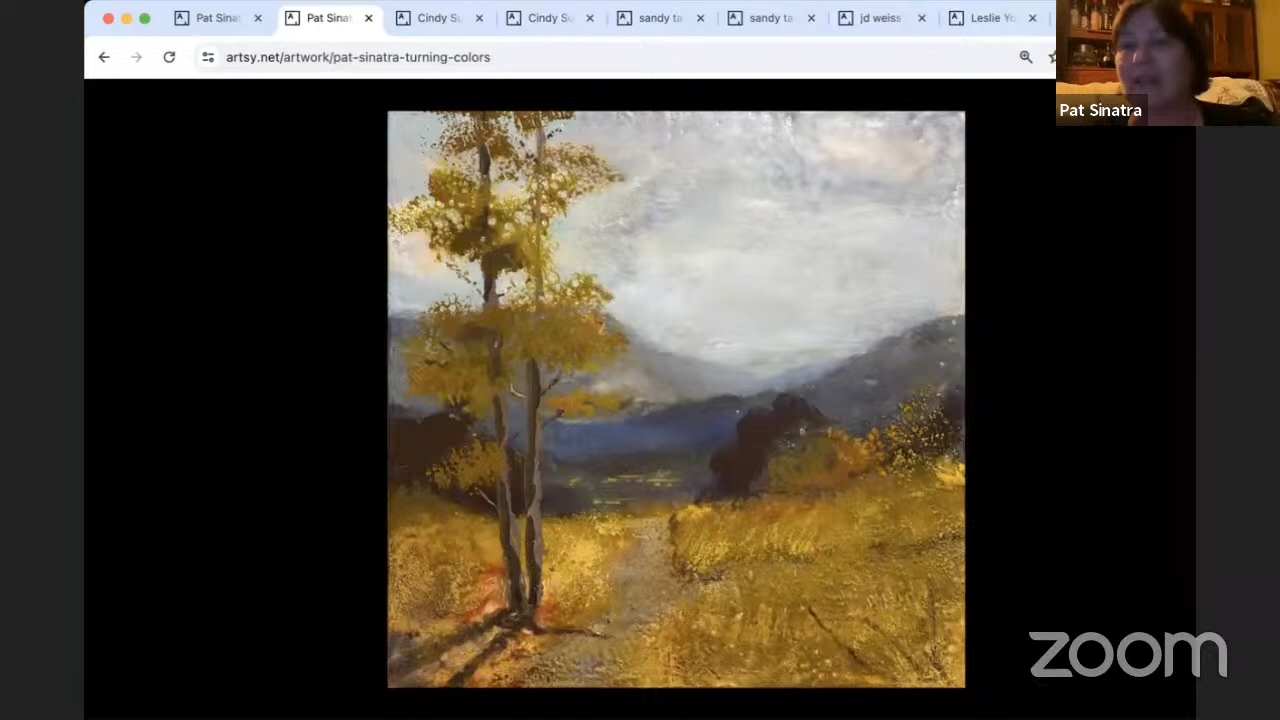 Pat Sinat
Pat Sinat
Cindy Su
Cindy Su
sandy ta
sandy ta
jd weiss
Leslie Yo
artsy.net/artwork/pat-sinatra-turning-colors
Pat Sinatra
zoom